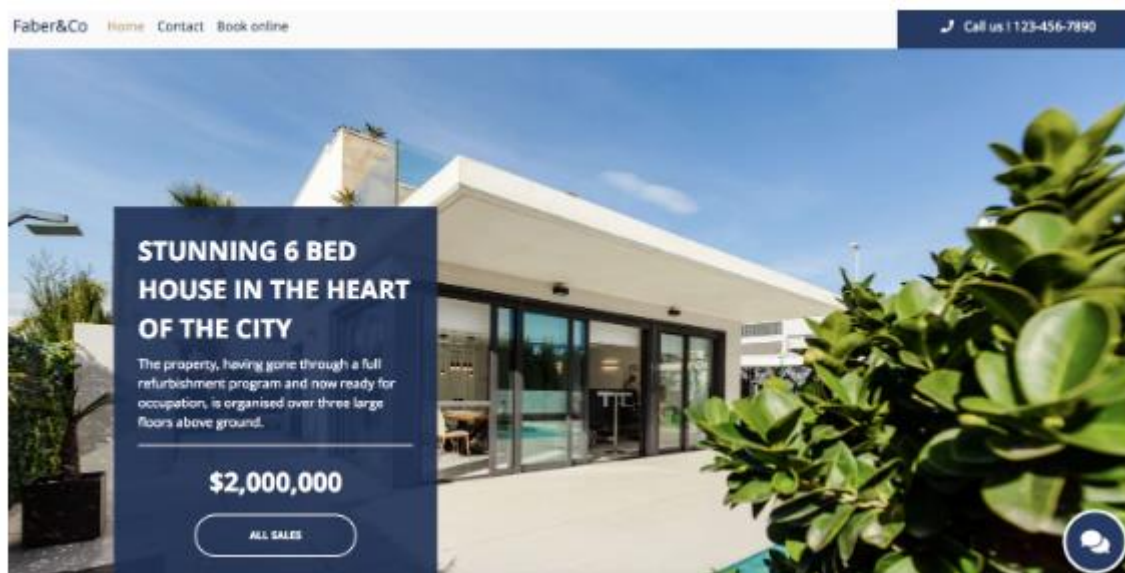 Faber&Co Home Contact Book online Call us | 123-456-7890
STUNNING 6 BED
HOUSE IN THE HEART
OF THE CITY
The property, having gone through a full
refurbishment program and now ready for
occupation, is organised over three large
floors above ground.
$2,000,000
ALL SALES